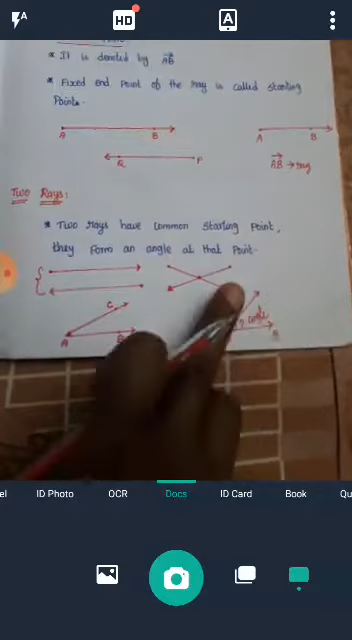 HD
A
* It is denoted by AB
* Fixed end point of the ray is called starting
Points.
A B A B
Q P AB → ray
Two Rays:
* Two rays have common starting Point,
they form an angle at that Point.
C
angle
A B
ID Photo OCR Docs ID Card Book